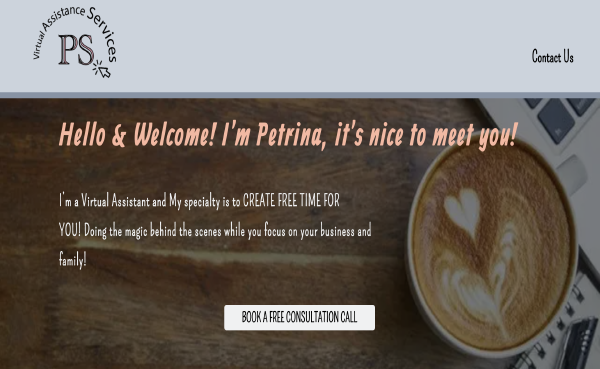 Virtual Assistance Services
PS
Contact Us
Hello & Welcome! I'm Petrina, it's nice to meet you!
I'm a Virtual Assistant and My specialty is to CREATE FREE TIME FOR
YOU! Doing the magic behind the scenes while you focus on your business and
family!
BOOK A FREE CONSULTATION CALL